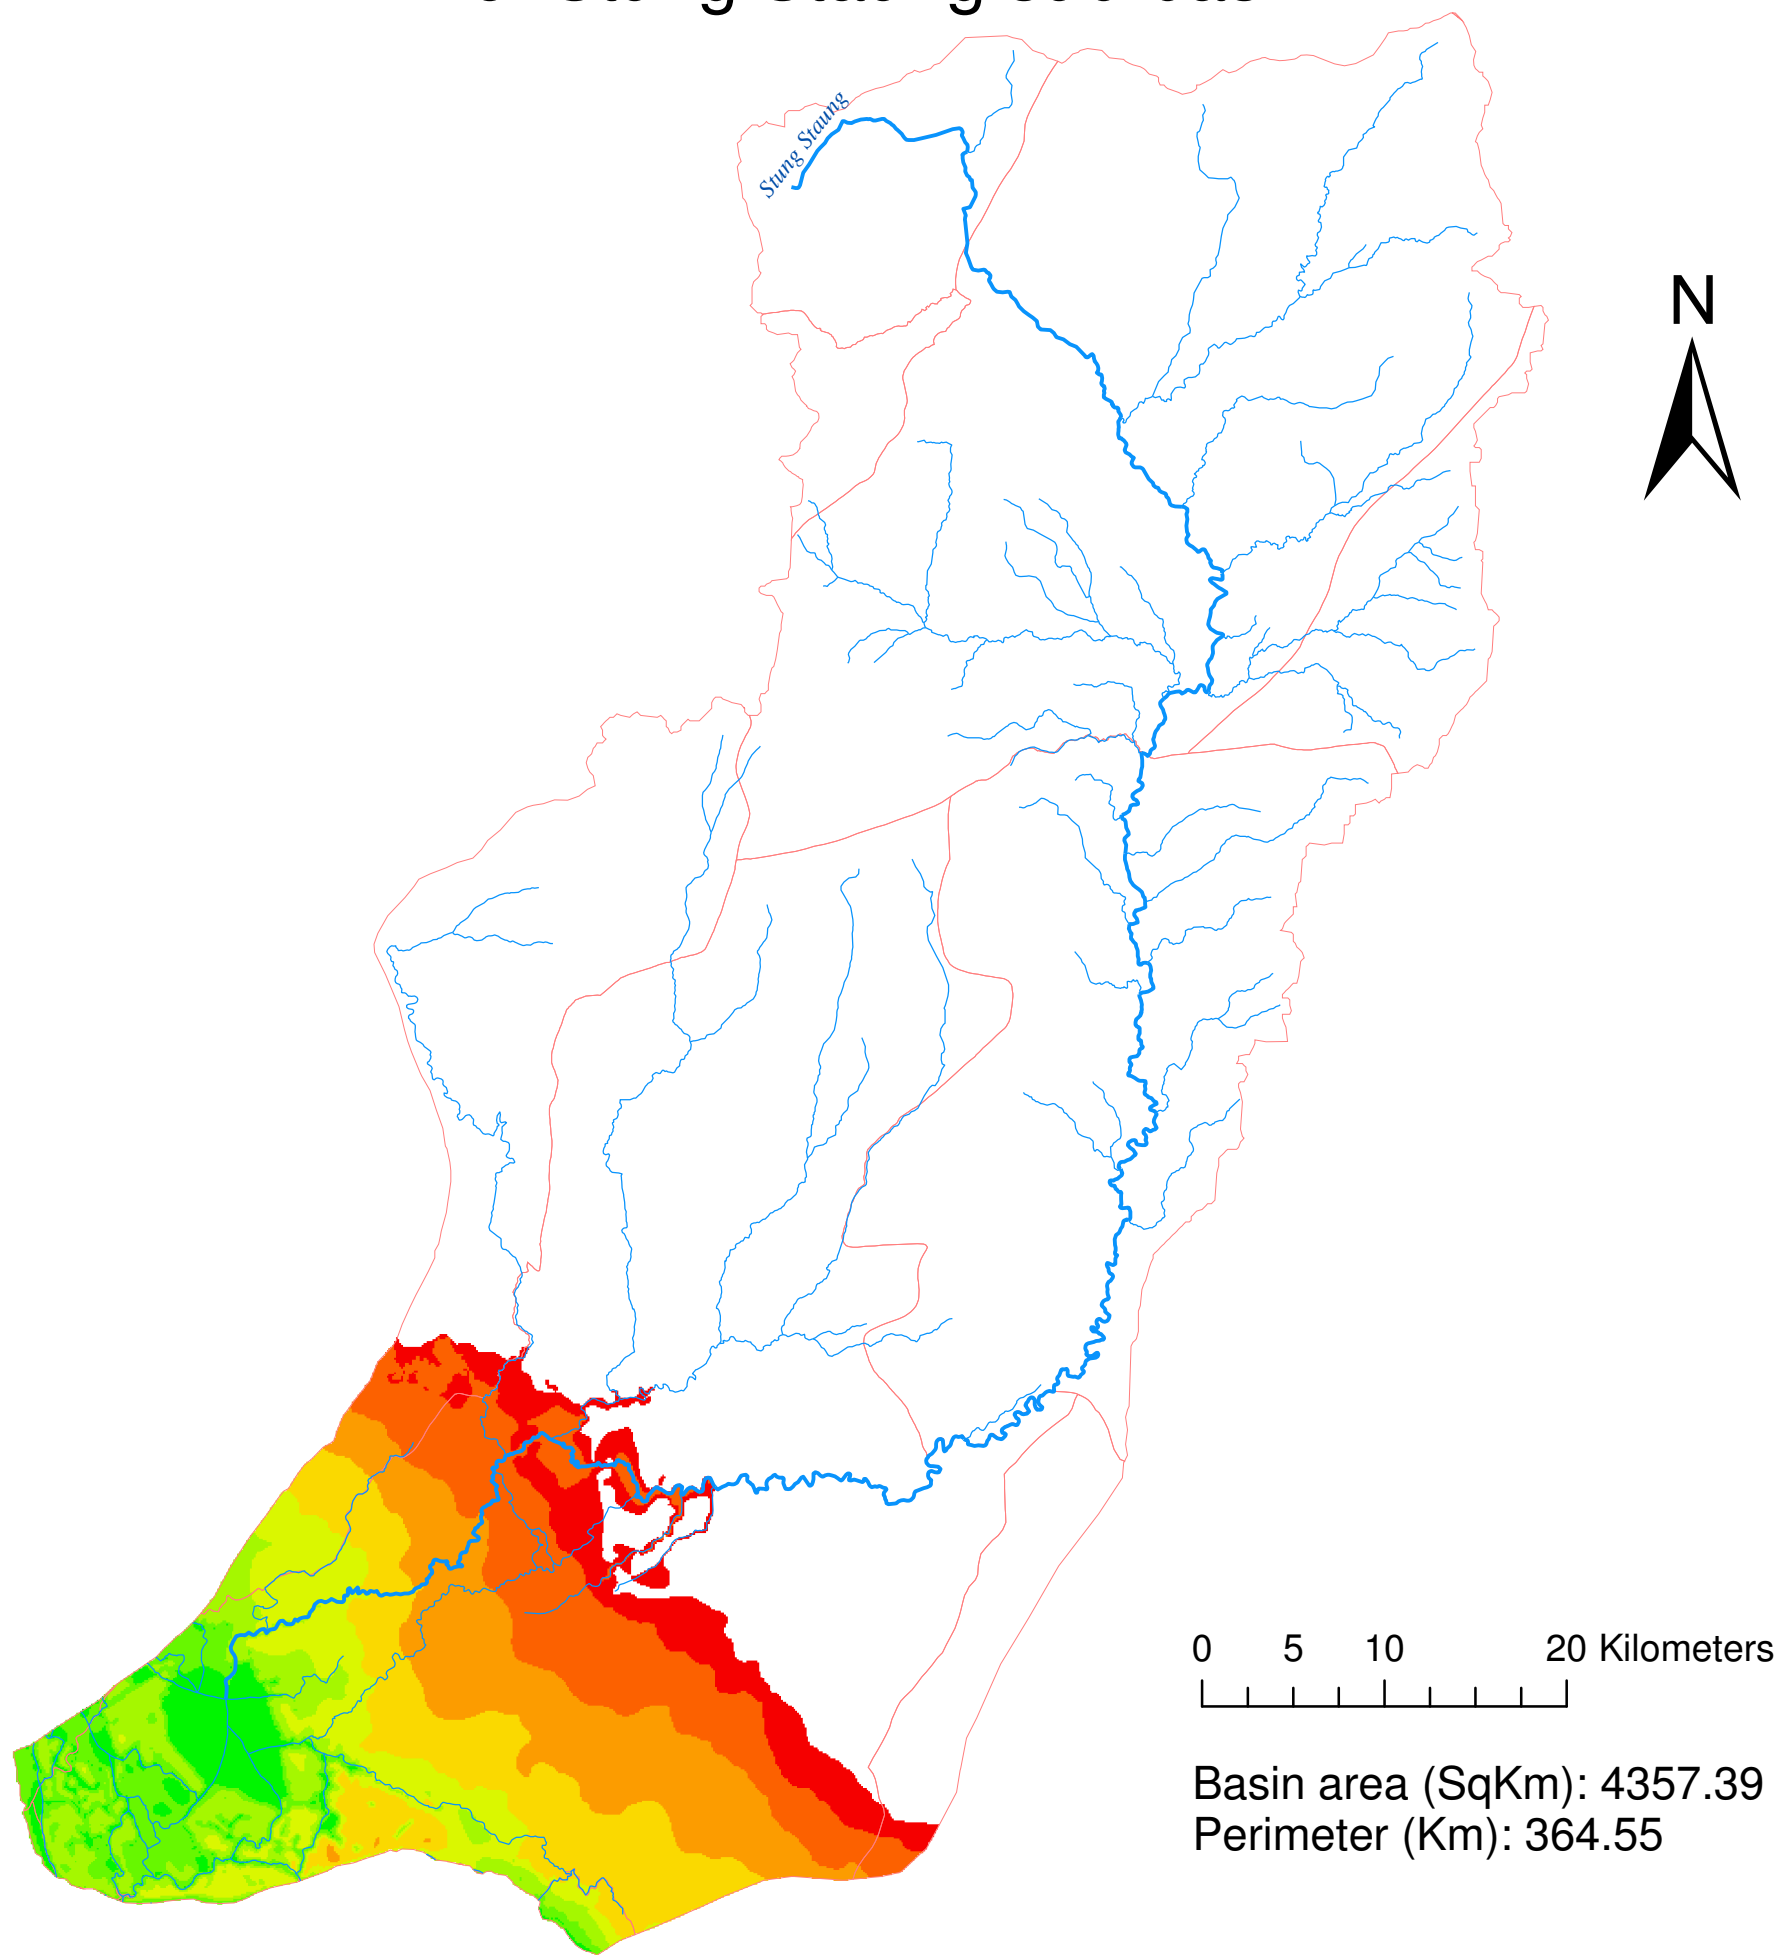 Stung Staung
N
0 5 10 20 Kilometers
Basin area (SqKm): 4357.39
Perimeter (Km): 364.55